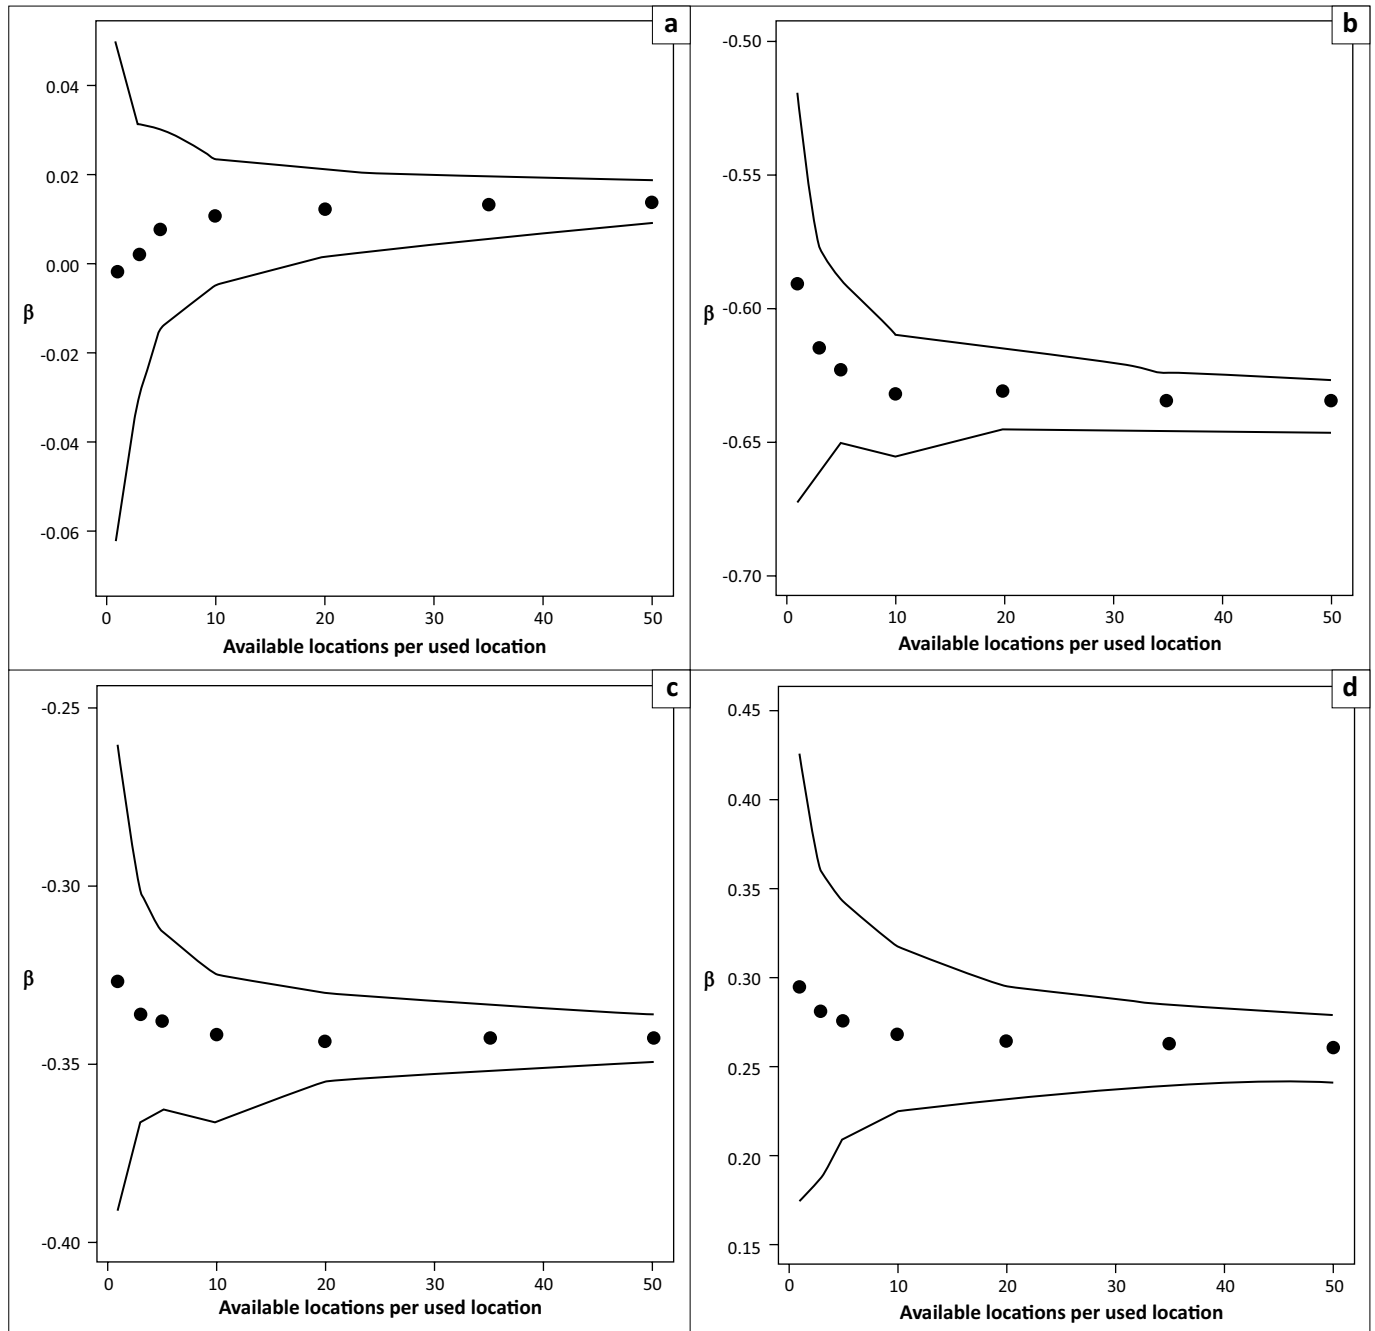 a
0.04
0.02
0.00
β
-0.02
-0.04
-0.06
0 10 20 30 40 50
Available locations per used location
b
-0.50
-0.55
β -0.60
-0.65
-0.70
0 10 20 30 40 50
Available locations per used location
c
-0.25
-0.30
β
-0.35
-0.40
0 10 20 30 40 50
Available locations per used location
d
0.45
0.40
0.35
β 0.30
0.25
0.20
0.15
0 10 20 30 40 50
Available locations per used location